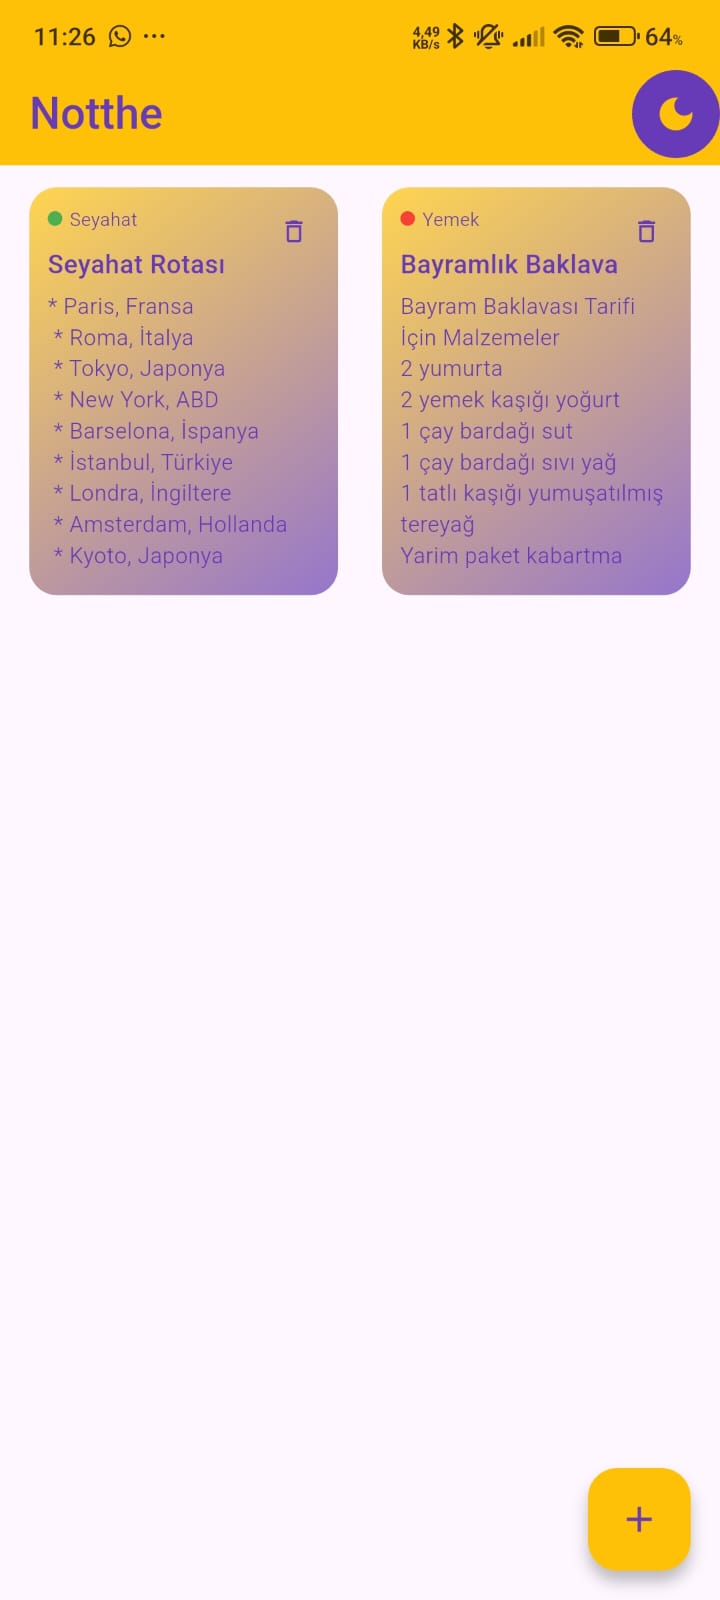 11:26
4,49
KB/s
64%
Notthe
Seyahat
Seyahat Rotası
* Paris, Fransa
* Roma, İtalya
* Tokyo, Japonya
* New York, ABD
* Barselona, İspanya
* İstanbul, Türkiye
* Londra, İngiltere
* Amsterdam, Hollanda
* Kyoto, Japonya
Yemek
Bayramlık Baklava
Bayram Baklavası Tarifi
İçin Malzemeler
2 yumurta
2 yemek kaşığı yoğurt
1 çay bardağı sut
1 çay bardağı sıvı yağ
1 tatlı kaşığı yumuşatılmış
tereyağ
Yarim paket kabartma